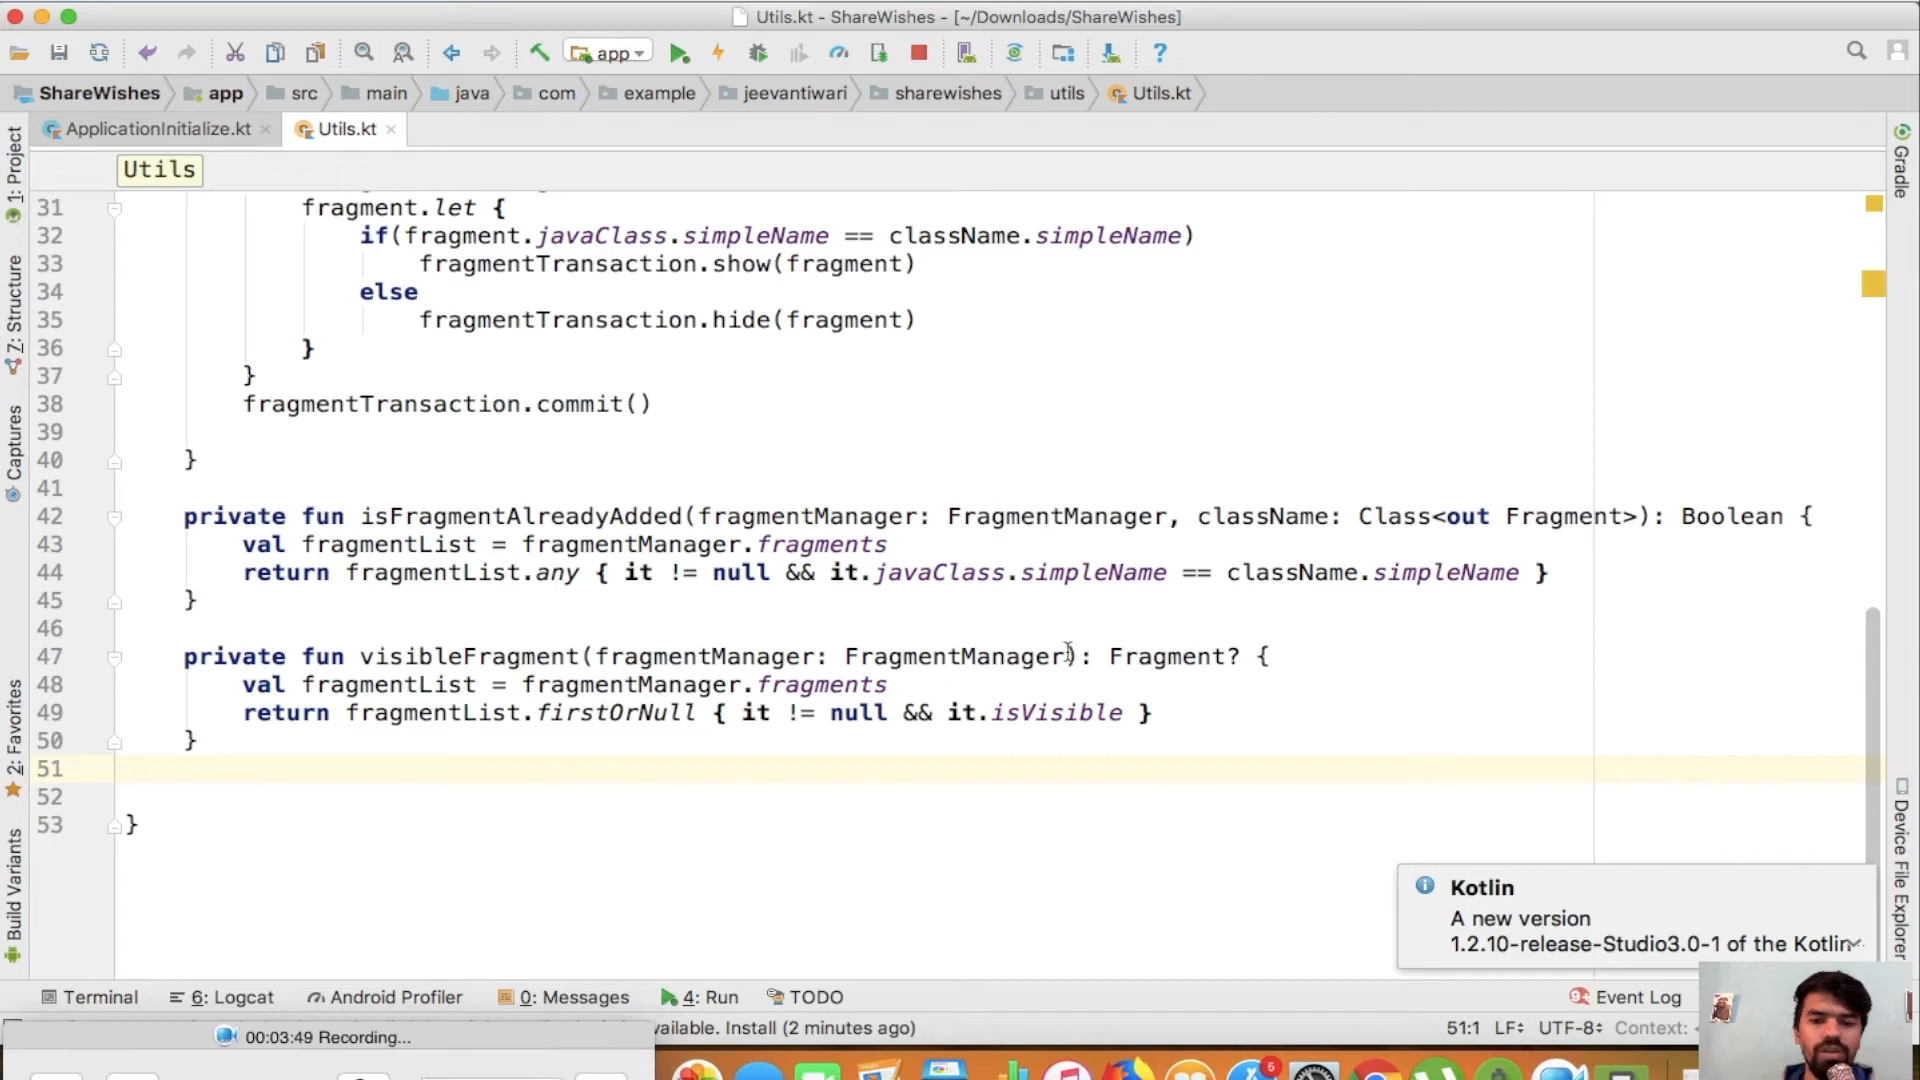 Utils.kt - ShareWishes - [~/Downloads/ShareWishes]
app
ShareWishes app src main java com example jeevantiwari sharewishes utils Utils.kt
ApplicationInitialize.kt Utils.kt
Utils
1: Project
7: Structure
Captures
2: Favorites
Build Variants
Gradle
Device File Explorer
31 fragment.let {
32 if(fragment.javaClass.simpleName == className.simpleName)
33 fragmentTransaction.show(fragment)
34 else
35 fragmentTransaction.hide(fragment)
36 }
37 }
38 fragmentTransaction.commit()
39
40 }
41
42 private fun isFragmentAlreadyAdded(fragmentManager: FragmentManager, className: Class<out Fragment>): Boolean {
43 val fragmentList = fragmentManager.fragments
44 return fragmentList.any { it != null && it.javaClass.simpleName == className.simpleName }
45 }
46
47 private fun visibleFragment(fragmentManager: FragmentManager): Fragment? {
48 val fragmentList = fragmentManager.fragments
49 return fragmentList.firstOrNull { it != null && it.isVisible }
50 }
51
52
53 }
Kotlin
A new version
1.2.10-release-Studio3.0-1 of the Kotlin
Terminal 6: Logcat Android Profiler 0: Messages 4: Run TODO Event Log
vailable. Install (2 minutes ago) 51:1 LF UTF-8 Context:
00:03:49 Recording...
5